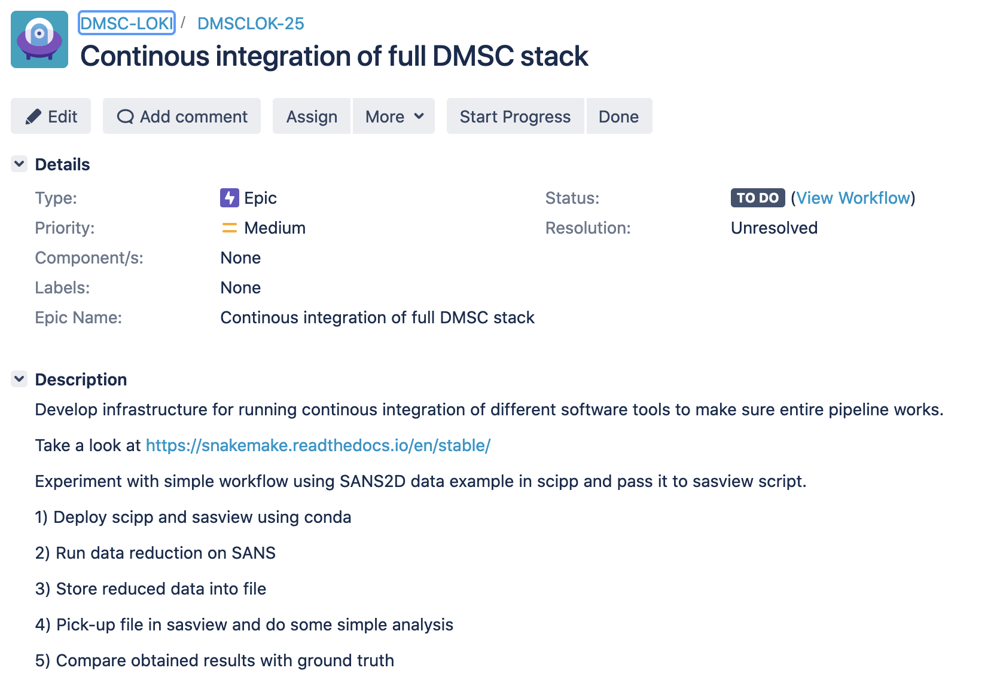 DMSC-LOKI / DMSCLOK-25
Continous integration of full DMSC stack
Edit Add comment Assign More Start Progress Done
Details
Type: Epic Status: TO DO (View Workflow)
Priority: Medium Resolution: Unresolved
Component/s: None
Labels: None
Epic Name: Continous integration of full DMSC stack
Description
Develop infrastructure for running continous integration of different software tools to make sure entire pipeline works.
Take a look at https://snakemake.readthedocs.io/en/stable/
Experiment with simple workflow using SANS2D data example in scipp and pass it to sasview script.
1) Deploy scipp and sasview using conda
2) Run data reduction on SANS
3) Store reduced data into file
4) Pick-up file in sasview and do some simple analysis
5) Compare obtained results with ground truth